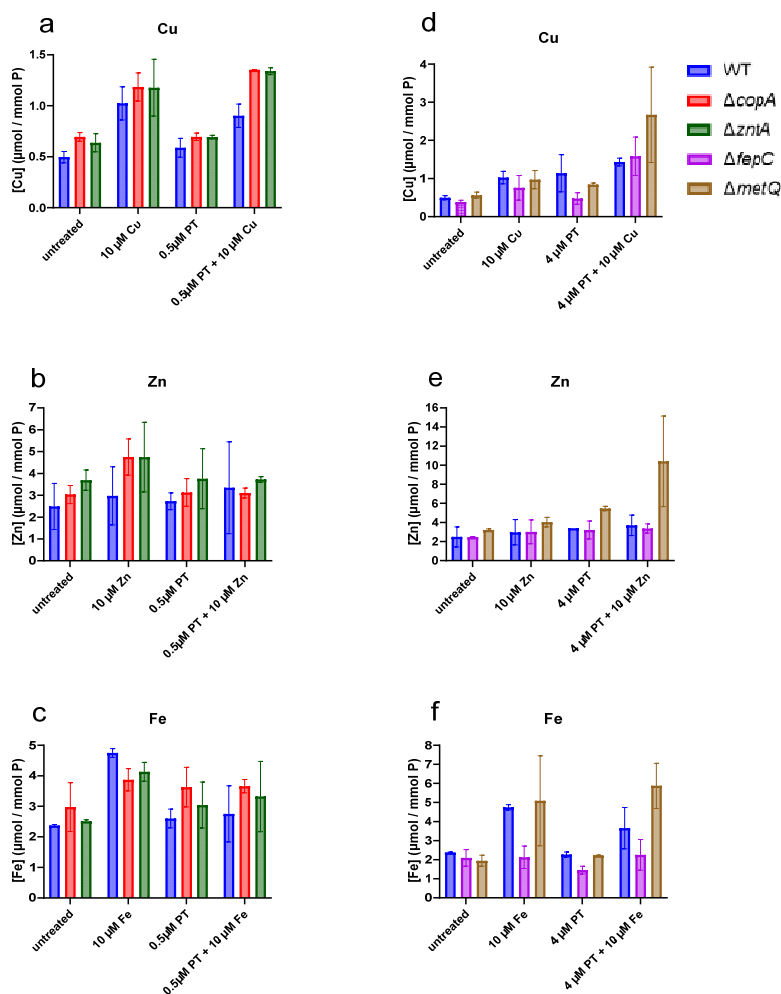 a
Cu
[Cu] (µmol / mmol P)
1.5
1.0
0.5
0.0
untreated
10 µM Cu
0.5µM PT
0.5µM PT + 10 µM Cu
d
Cu
[Cu] (µmol / mmol P)
4
3
2
1
0
untreated
10 µM Cu
4 µM PT
4 µM PT + 10 µM Cu
WT
ΔcopA
ΔzntA
ΔfepC
ΔmetQ
b
Zn
[Zn] (µmol / mmol P)
7
6
5
4
3
2
1
0
untreated
10 µM Zn
0.5µM PT
0.5µM PT + 10 µM Zn
e
Zn
[Zn] (µmol / mmol P)
16
14
12
10
8
6
4
2
0
untreated
10 µM Zn
4 µM PT
4 µM PT + 10 µM Zn
c
Fe
[Fe] (µmol / mmol P)
5
4
3
2
1
0
untreated
10 µM Fe
0.5µM PT
0.5µM PT + 10 µM Fe
f
Fe
[Fe] (µmol / mmol P)
8
7
6
5
4
3
2
1
0
untreated
10 µM Fe
4 µM PT
4 µM PT + 10 µM Fe